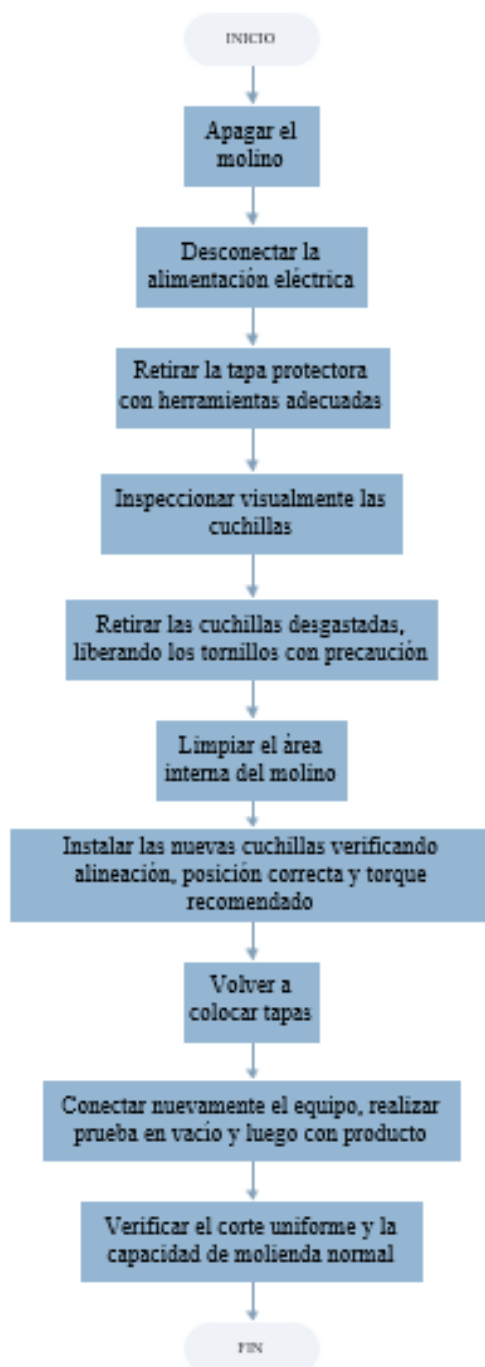 INICIO
Apagar el
molino
Desconectar la
alimentación eléctrica
Retirar la tapa protectora
con herramientas adecuadas
Inspeccionar visualmente las
cuchillas
Retirar las cuchillas desgastadas,
liberando los tornillos con precaución
Limpiar el área
interna del molino
Instalar las nuevas cuchillas verificando
alineación, posición correcta y torque
recomendado
Volver a
colocar tapas
Conectar nuevamente el equipo, realizar
prueba en vacío y luego con producto
Verificar el corte uniforme y la
capacidad de molienda normal
FIN